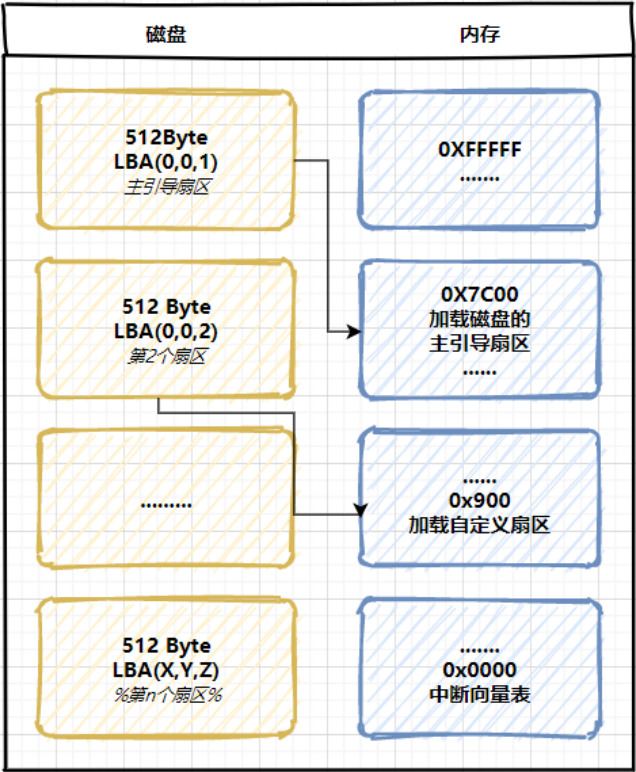 磁盘
内存
512Byte
LBA(0,0,1)
主引导扇区
0XFFFFF
.......
512 Byte
LBA(0,0,2)
第2个扇区
0X7C00
加载磁盘的
主引导扇区
......
.........
......
0x900
加载自定义扇区
512 Byte
LBA(X,Y,Z)
%第n个扇区%
.......
0x0000
中断向量表